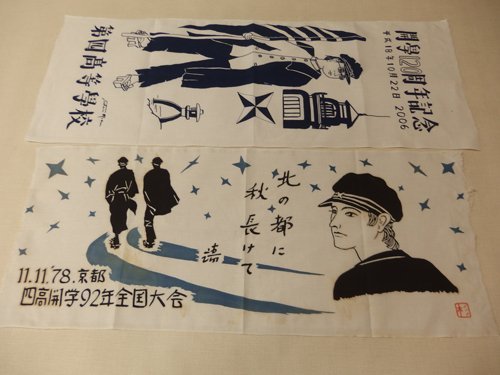 開學120周年記念
平成18年10月22日 2006
第四高等學校
北の都に
秋長けて
11.11.78.京都
四高開学92年全国大会